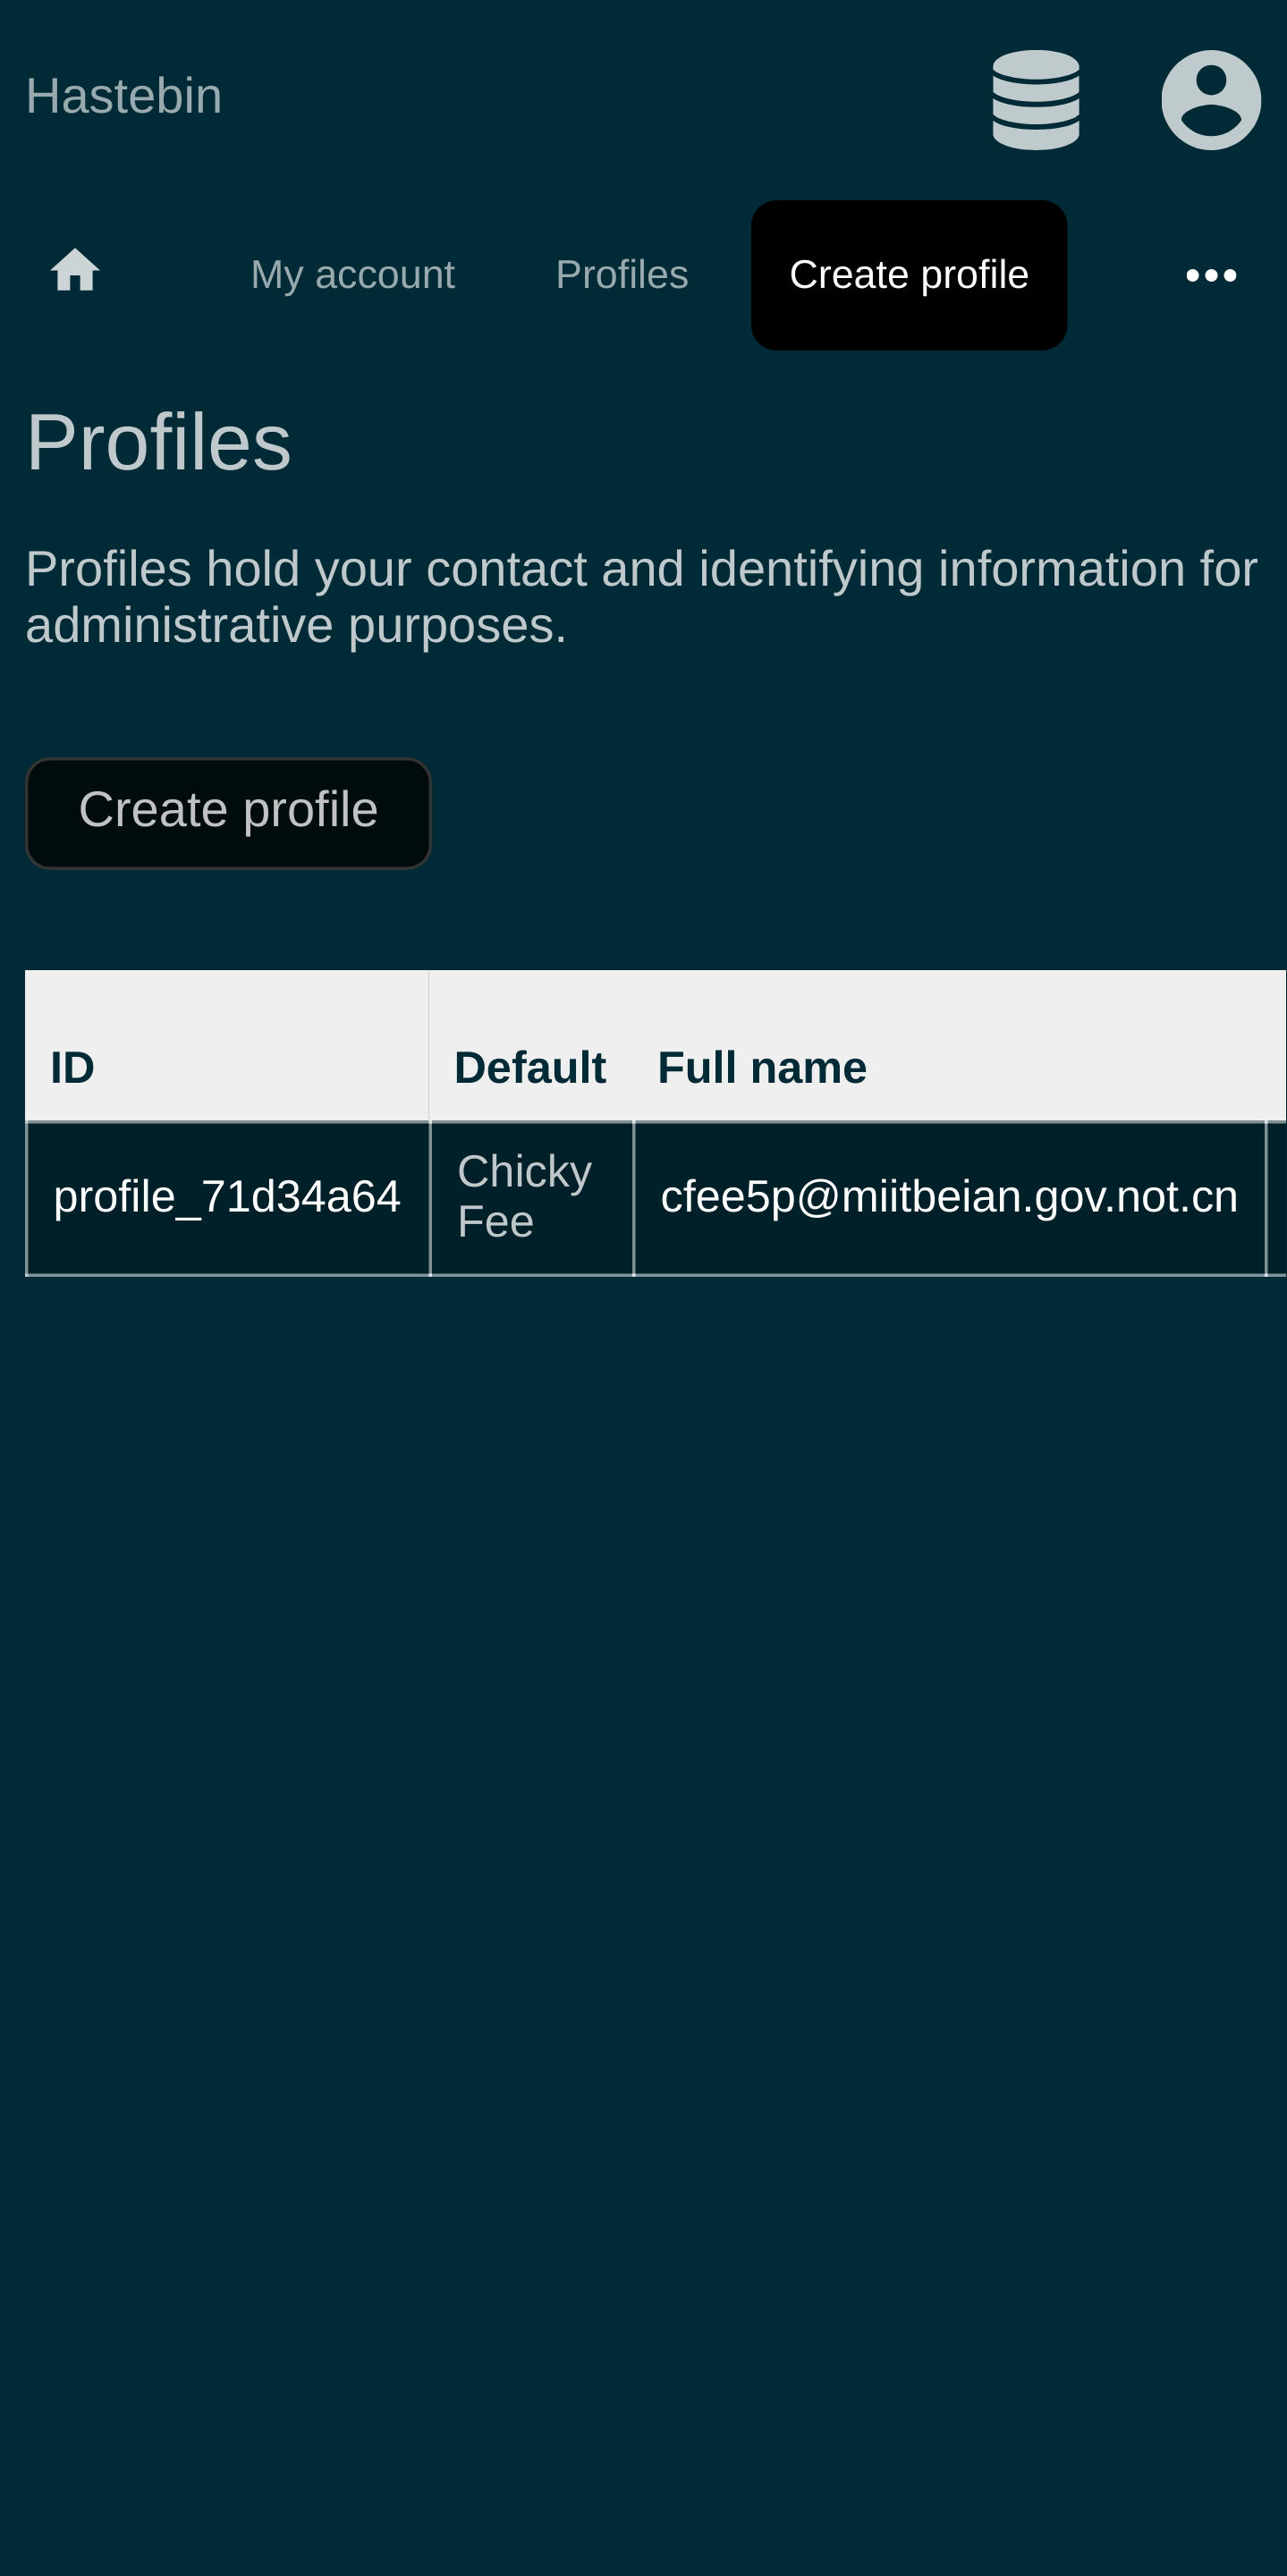 Hastebin
My account Profiles Create profile
Profiles
Profiles hold your contact and identifying information for
administrative purposes.
Create profile
ID Default Full name
profile_71d34a64 Chicky Fee cfee5p@miitbeian.gov.not.cn